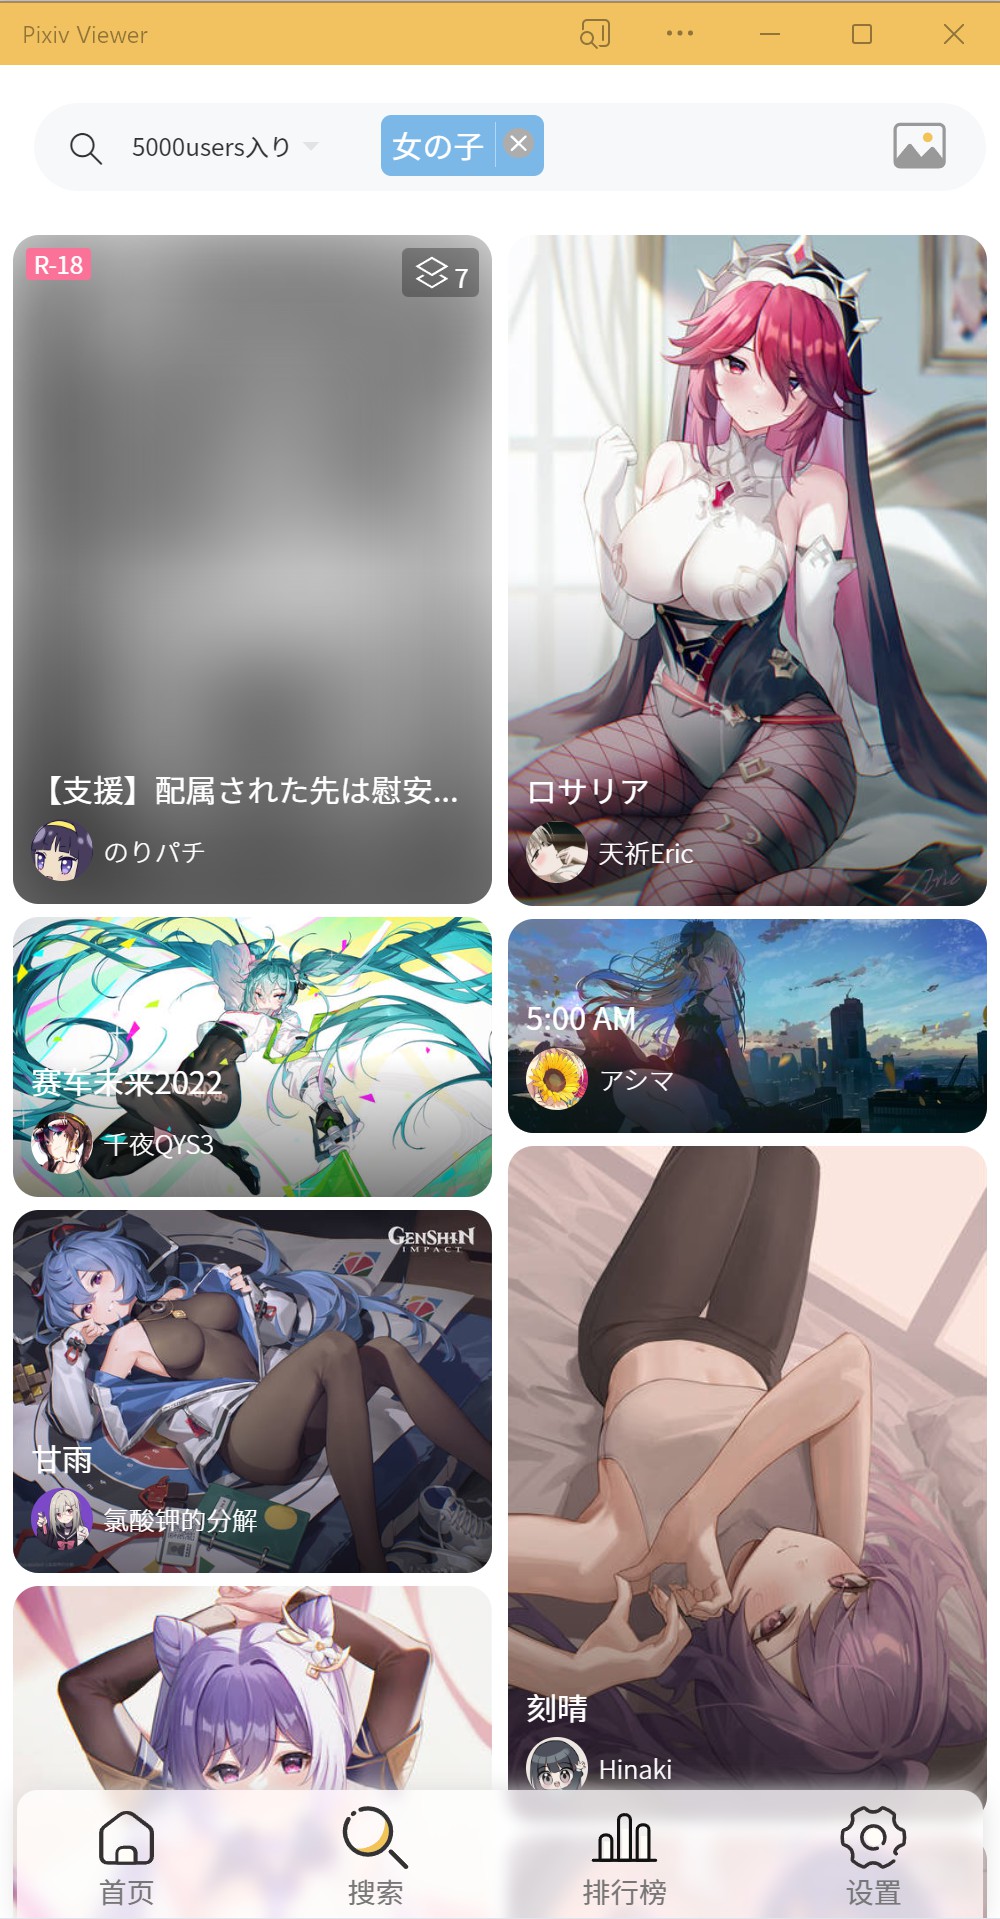 Pixiv Viewer
5000users入り
女の子
R-18
7
【支援】配属された先は慰安...
のりパチ
ロサリア
天祈Eric
赛车未来2022
千夜QYS3
5:00 AM
アシマ
GENSHIN
IMPACT
甘雨
氯酸钾的分解
刻晴
Hinaki
首页
搜索
排行榜
设置